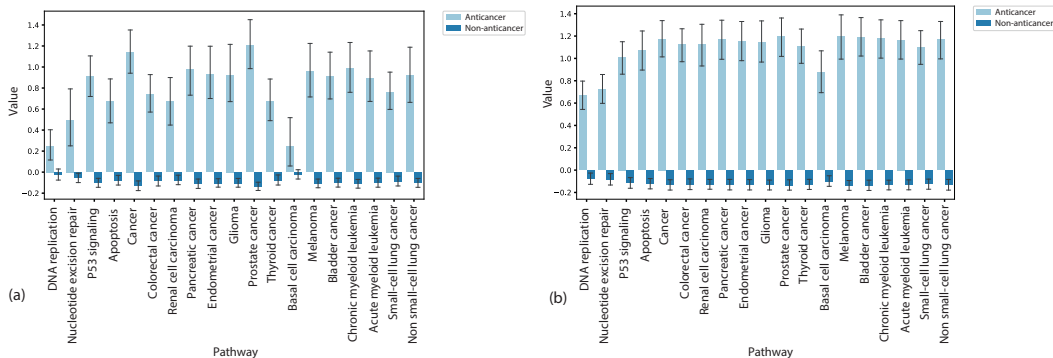 Anticancer
Non-anticancer
1.4
1.2
1.0
0.8
0.6
0.4
0.2
0.0
−0.2
Value
DNA replication
Nucleotide excision repair
P53 signaling
Apoptosis
Cancer
Colorectal cancer
Renal cell carcinoma
Pancreatic cancer
Endometrial cancer
Glioma
Prostate cancer
Thyroid cancer
Basal cell carcinoma
Melanoma
Bladder cancer
Chronic myeloid leukemia
Acute myeloid leukemia
Small-cell lung cancer
Non small-cell lung cancer
(a)
Pathway
Anticancer
Non-anticancer
1.4
1.2
1.0
0.8
0.6
0.4
0.2
0.0
−0.2
Value
DNA replication
Nucleotide excision repair
P53 signaling
Apoptosis
Cancer
Colorectal cancer
Renal cell carcinoma
Pancreatic cancer
Endometrial cancer
Glioma
Prostate cancer
Thyroid cancer
Basal cell carcinoma
Melanoma
Bladder cancer
Chronic myeloid leukemia
Acute myeloid leukemia
Small-cell lung cancer
Non small-cell lung cancer
(b)
Pathway